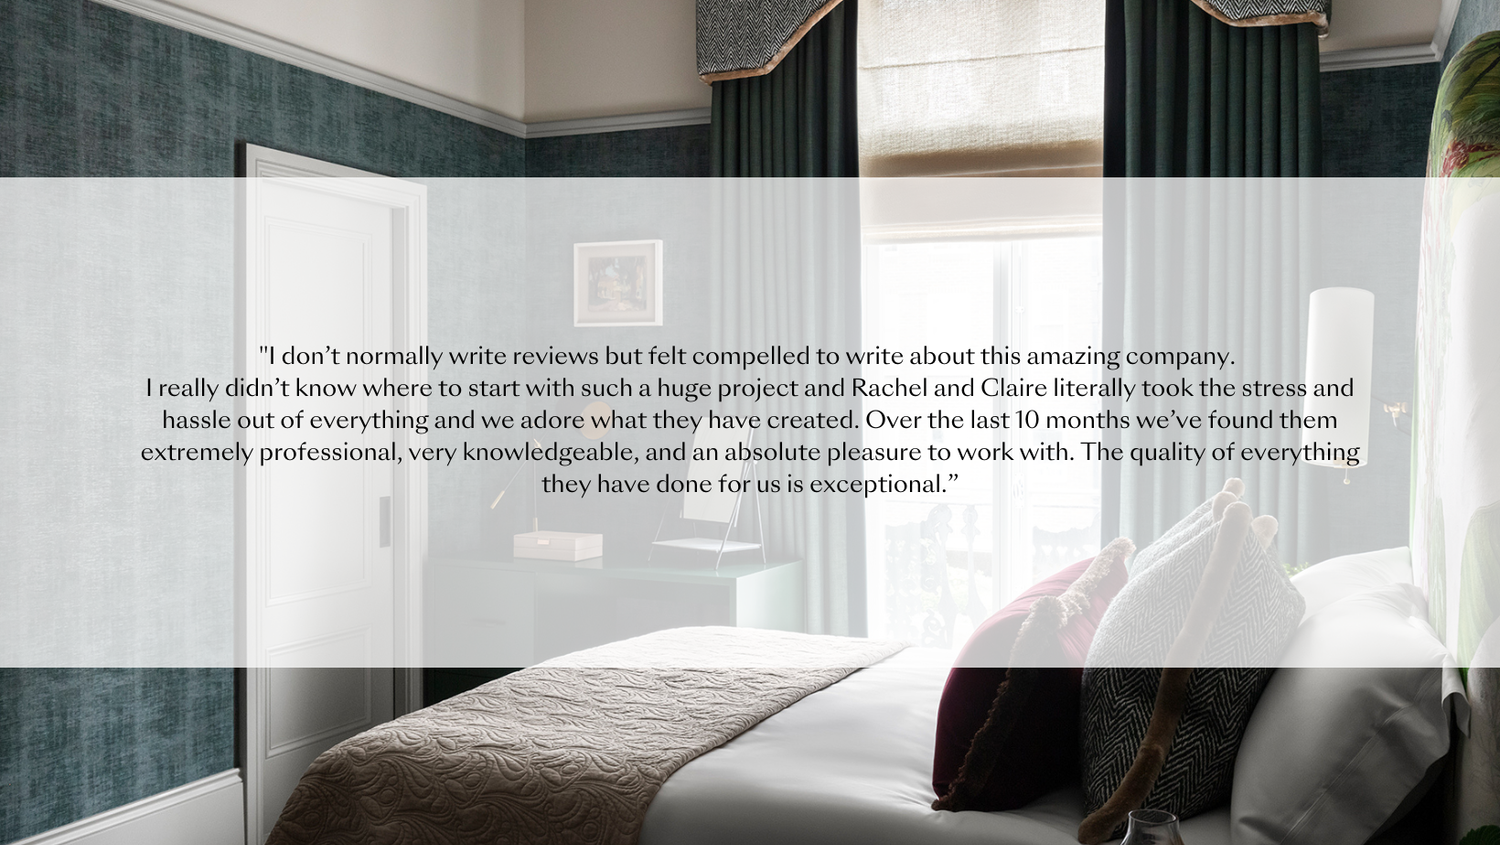 "I don’t normally write reviews but felt compelled to write about this amazing company.
I really didn’t know where to start with such a huge project and Rachel and Claire literally took the stress and
hassle out of everything and we adore what they have created. Over the last 10 months we’ve found them
extremely professional, very knowledgeable, and an absolute pleasure to work with. The quality of everything
they have done for us is exceptional.”